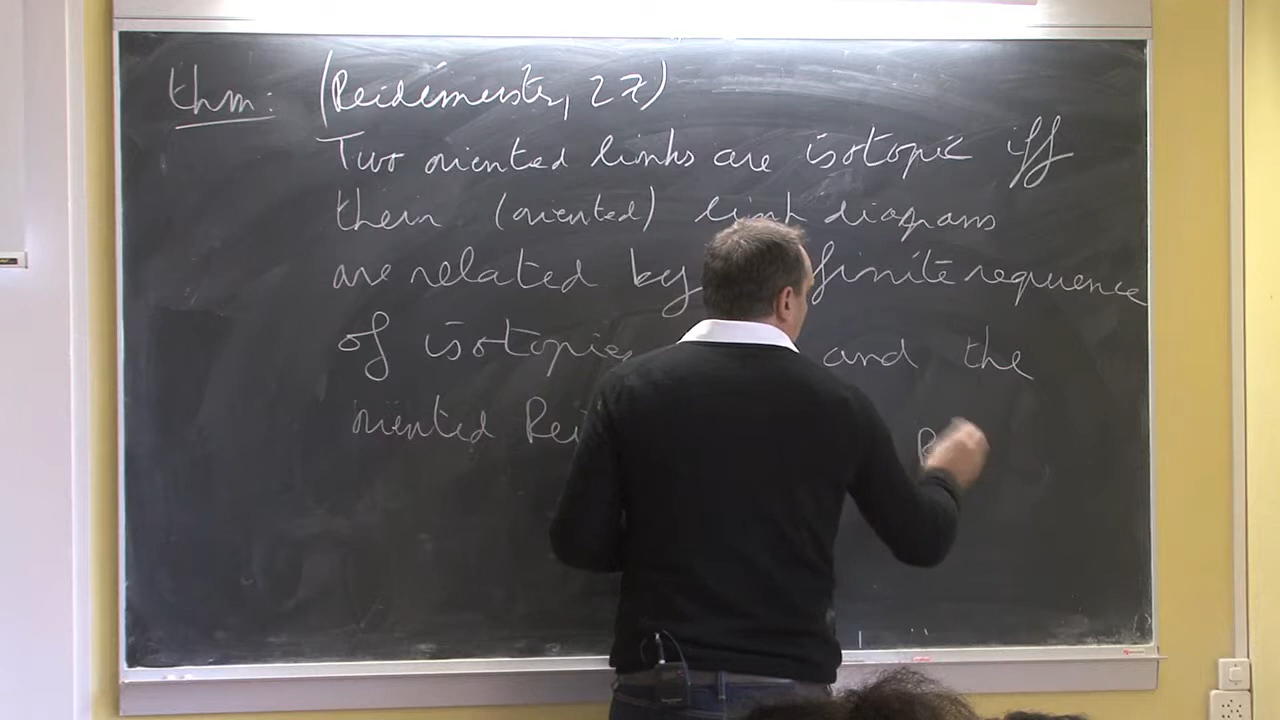 thm: (Reidemeister, 27)
Two oriented links are isotopic iff
their (oriented) link diagrams
are related by finite sequence
of isotopies and the
oriented Rei